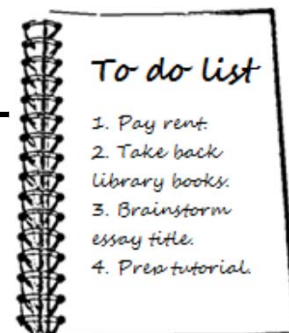 To do list
1. Pay rent.
2. Take back
library books.
3. Brainstorm
essay title.
4. Prep tutorial.